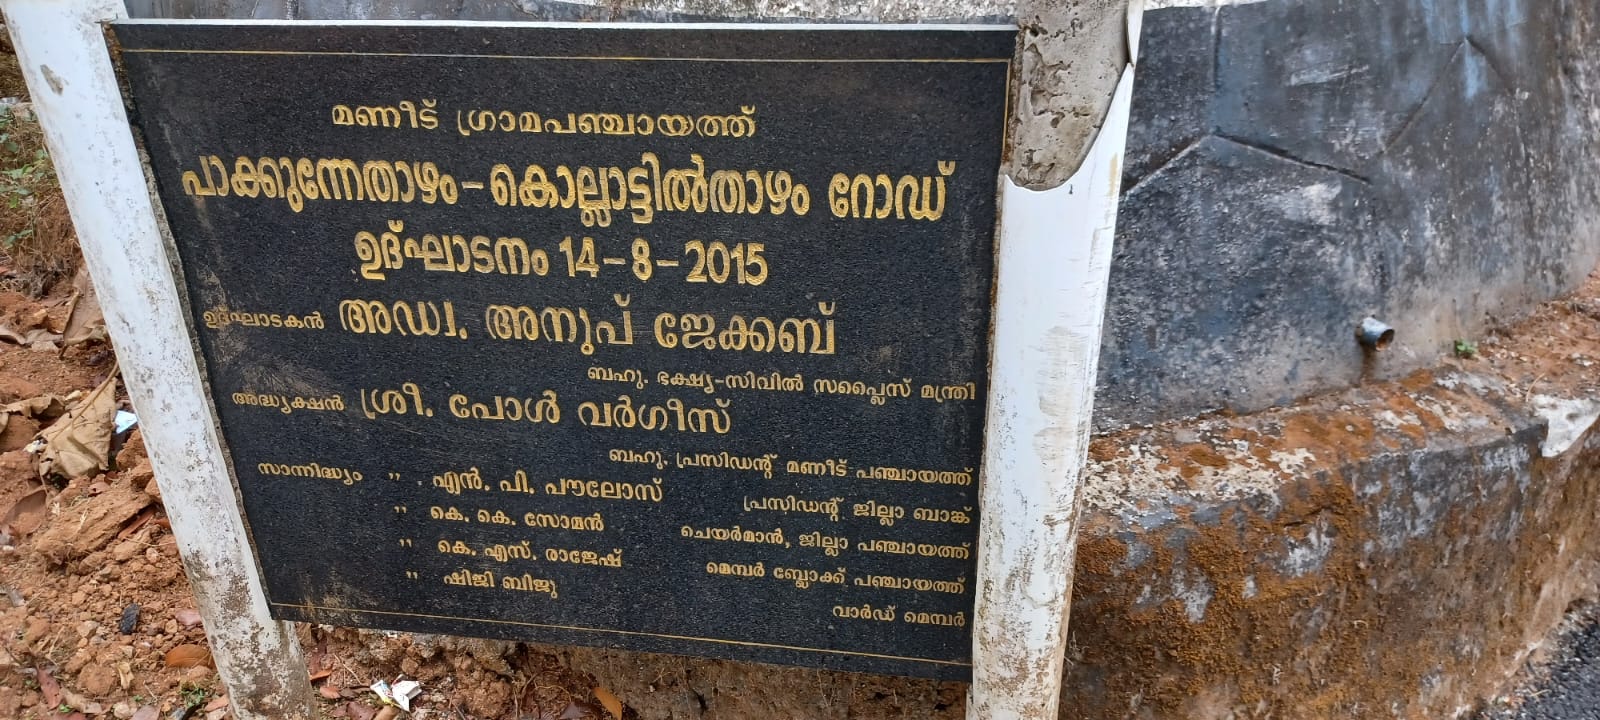 മണീട് ഗ്രാമപഞ്ചായത്ത്
പാക്കുന്നേതാഴം-കൊല്ലാട്ടിൽതാഴം റോഡ്
ഉദ്ഘാടനം 14-8-2015
ഉദ്ഘാടകൻ അഡ്വ. അനൂപ് ജേക്കബ്
ബഹു. ഭക്ഷ്യ-സിവിൽ സപ്ലൈസ് മന്ത്രി
അദ്ധ്യക്ഷൻ ശ്രീ. പോൾ വർഗീസ്
ബഹു. പ്രസിഡന്റ് മണീട് പഞ്ചായത്ത്
സാന്നിദ്ധ്യം ,, . എൻ. പി. പൗലോസ് പ്രസിഡന്റ് ജില്ലാ ബാങ്ക്
,, കെ. കെ. സോമൻ ചെയർമാൻ, ജില്ലാ പഞ്ചായത്ത്
,, കെ. എസ്. രാജേഷ് മെമ്പർ ബ്ലോക്ക് പഞ്ചായത്ത്
,, ഷിജി ബിജു വാർഡ് മെമ്പർ